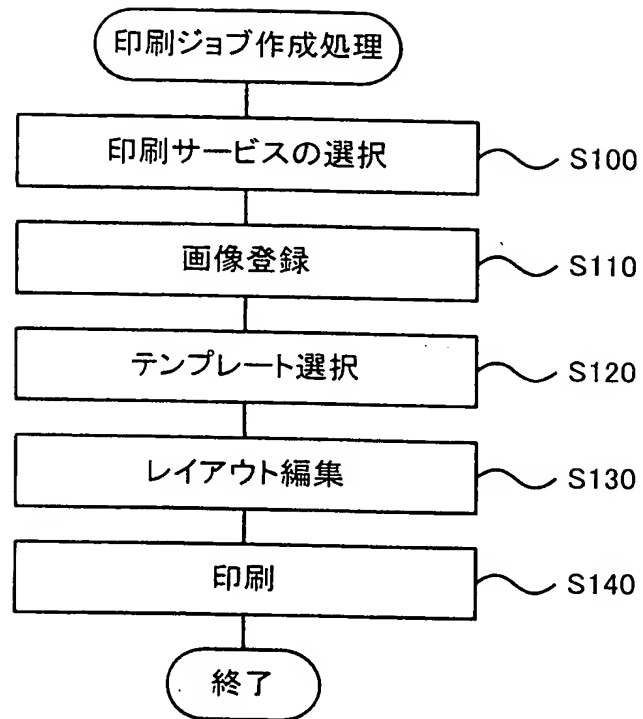 印刷ジョブ作成処理
印刷サービスの選択 S100
画像登録 S110
テンプレート選択 S120
レイアウト編集 S130
印刷 S140
終了